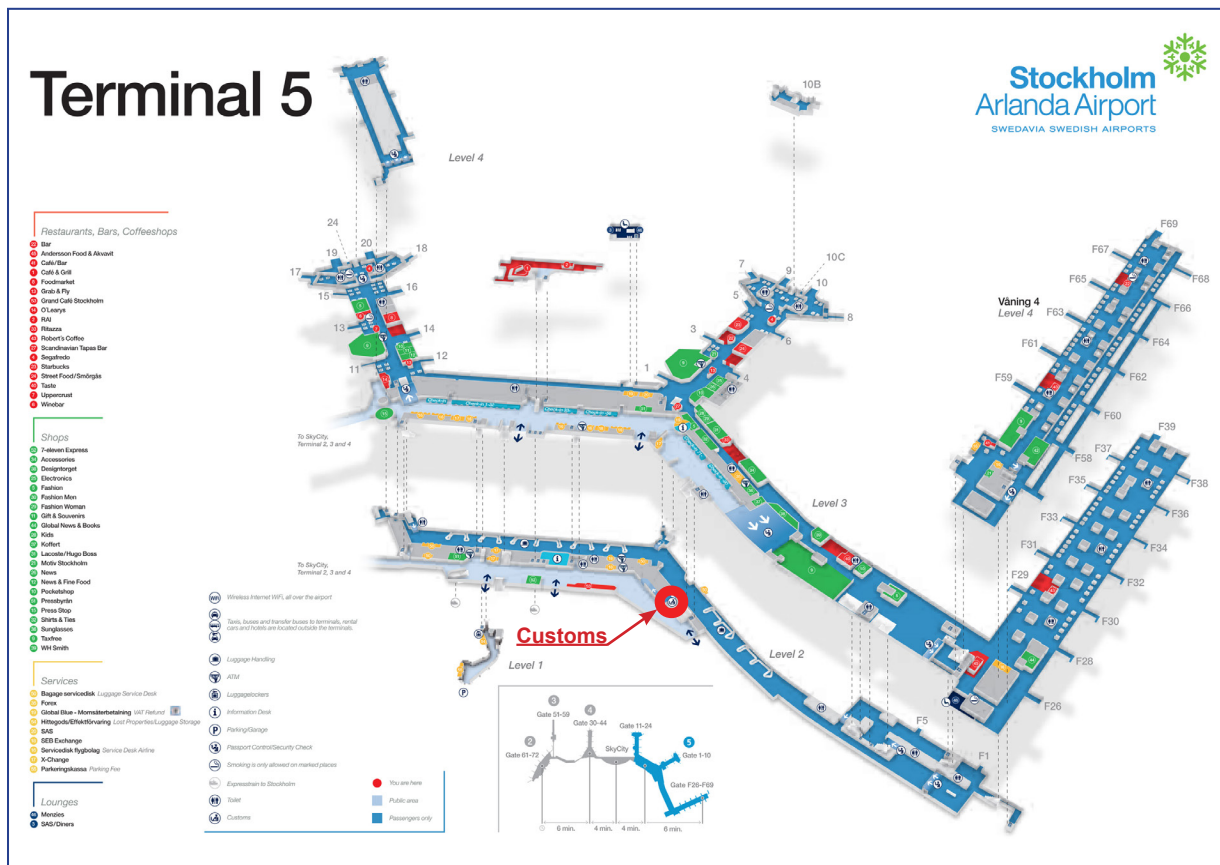 Terminal 5
Stockholm
Arlanda Airport
SWEDAVIA SWEDISH AIRPORTS
Restaurants, Bars, Coffeeshops
Bar
Andersson Food & Akvavit
Café/Bar
Café & Grill
Foodmarket
Grab & Fly
Grand Café Stockholm
O'Learys
RAI
Ritazza
Robert's Coffee
Scandinavian Tapas Bar
Segafredo
Starbucks
Street Food/Smörgås
Taste
Uppercrust
Winebar
Shops
7-eleven Express
Accessories
Designtorget
Electronics
Fashion
Fashion Men
Fashion Woman
Gift & Souvenirs
Global News & Books
Kids
Koffert
Lacoste/Hugo Boss
Motiv Stockholm
News
News & Fine Food
Pocketshop
Pressbyrån
Press Stop
Shirts & Ties
Sunglasses
Taxfree
WH Smith
Services
Bagage servicedisk Luggage Service Desk
Forex
Global Blue – Momsåterbetalning VAT Refund
Hittegods/Effektförvaring Lost Properties/Luggage Storage
SAS
SEB Exchange
Servicedisk flygbolag Service Desk Airline
X-Change
Parkeringskassa Parking Fee
Lounges
Menzies
SAS/Diners
WiFi Wireless Internet WiFi, all over the airport
Taxis, buses and transfer buses to terminals, rental
cars and hotels are located outside the terminals.
Luggage Handling
ATM
Luggagelockers
Information Desk
Parking/Garage
Passport Control/Security Check
Smoking is only allowed on marked places
Expresstrain to Stockholm
Toilet
Customs
You are here
Public area
Passengers only
Level 4
24
19
20
18
17
15
16
13
14
11
12
10B
10C
7
9
10
5
8
3
6
4
1
To SkyCity,
Terminal 2, 3 and 4
Level 3
To SkyCity,
Terminal 2, 3 and 4
Customs
Level 1
Level 2
Våning 4
Level 4
F69
F67
F68
F65
F66
F63
F64
F61
F62
F59
F60
F58
F39
F37
F38
F35
F36
F33
F34
F31
F32
F29
F30
F28
F26
F5
F1
3
Gate 51-59
4
Gate 30-44
Gate 11-24
2
Gate 61-72
SkyCity
5
Gate 1-10
Gate F26-F69
6 min.
4 min.
4 min.
6 min.